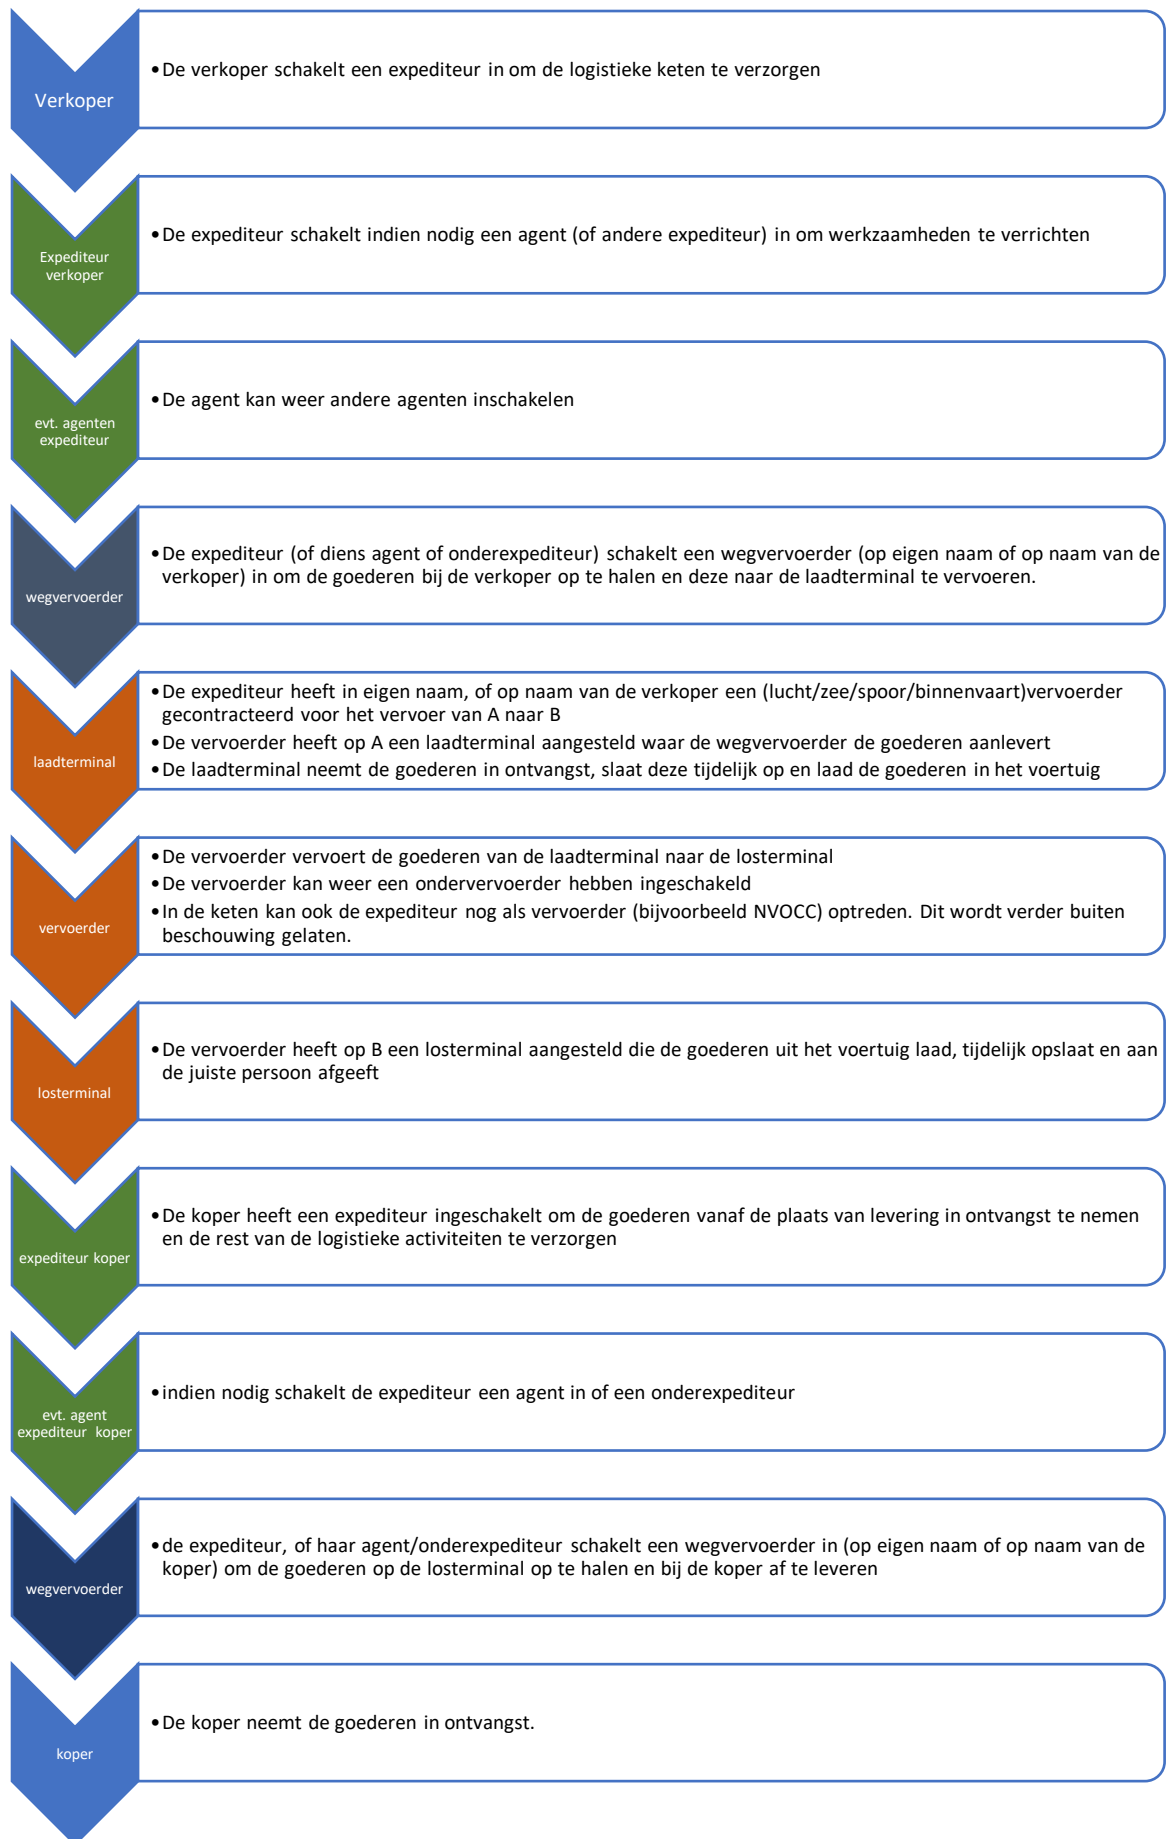 Verkoper
•De verkoper schakelt een expediteur in om de logistieke keten te verzorgen
Expediteur
verkoper
•De expediteur schakelt indien nodig een agent (of andere expediteur) in om werkzaamheden te verrichten
evt. agenten
expediteur
•De agent kan weer andere agenten inschakelen
wegvervoerder
•De expediteur (of diens agent of onderexpediteur) schakelt een wegvervoerder (op eigen naam of op naam van de
verkoper) in om de goederen bij de verkoper op te halen en deze naar de laadterminal te vervoeren.
laadterminal
•De expediteur heeft in eigen naam, of op naam van de verkoper een (lucht/zee/spoor/binnenvaart)vervoerder
gecontracteerd voor het vervoer van A naar B
•De vervoerder heeft op A een laadterminal aangesteld waar de wegvervoerder de goederen aanlevert
•De laadterminal neemt de goederen in ontvangst, slaat deze tijdelijk op en laad de goederen in het voertuig
vervoerder
•De vervoerder vervoert de goederen van de laadterminal naar de losterminal
•De vervoerder kan weer een ondervervoerder hebben ingeschakeld
•In de keten kan ook de expediteur nog als vervoerder (bijvoorbeeld NVOCC) optreden. Dit wordt verder buiten
beschouwing gelaten.
losterminal
•De vervoerder heeft op B een losterminal aangesteld die de goederen uit het voertuig laad, tijdelijk opslaat en aan
de juiste persoon afgeeft
expediteur koper
•De koper heeft een expediteur ingeschakelt om de goederen vanaf de plaats van levering in ontvangst te nemen
en de rest van de logistieke activiteiten te verzorgen
evt. agent
expediteur koper
•indien nodig schakelt de expediteur een agent in of een onderexpediteur
wegvervoerder
•de expediteur, of haar agent/onderexpediteur schakelt een wegvervoerder in (op eigen naam of op naam van de
koper) om de goederen op de losterminal op te halen en bij de koper af te leveren
koper
•De koper neemt de goederen in ontvangst.